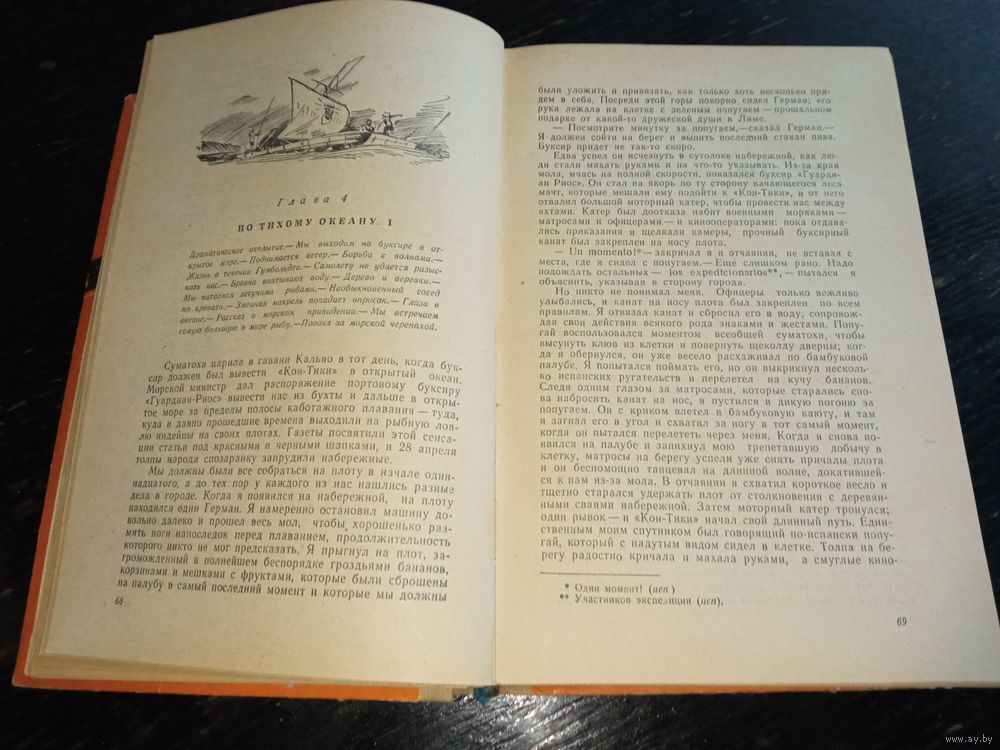 Глава 4
ПО ТИХОМУ ОКЕАНУ. I
Драматическое отплытие.— Мы выходим на буксире в от-
крытое море.— Поднимается ветер.— Борьба с волнами.—
Жизнь в течении Гумбольдта.— Самолету не удается разыс-
кать нас.— Бревна впитывают воду.— Дерево и веревки.—
Мы питаемся летучими рыбами.— Необыкновенный сосед
по кровати.— Змеиная макрель попадает впросак.— Глаза в
океане.— Рассказ о морском привидении.— Мы встречаем
самую большую в мире рыбу.— Погоня за морской черепахой.
Суматоха царила в гавани Кальяо в тот день, когда бук-
сир должен был вывести «Кон-Тики» в открытый океан.
Морской министр дал распоряжение портовому буксиру
«Гуардиан-Риос» вывести нас из бухты и дальше в откры-
тое море за пределы полосы каботажного плавания — туда,
куда в давно прошедшие времена выходили на рыбную лов-
лю индейцы на своих плотах. Газеты посвятили этой сенса-
ции статьи под красными и черными шапками, и 28 апреля
толпы народа спозаранку запрудили набережные.
Мы должны были все собраться на плоту в начале один-
надцатого, а до тех пор у каждого из нас нашлись разные
дела в городе. Когда я появился на набережной, на плоту
находился один Герман. Я намеренно остановил машину до-
вольно далеко и прошел весь мол, чтобы хорошенько раз-
мять ноги напоследок перед плаванием, продолжительность
которого никто не мог предсказать. Я прыгнул на плот, за-
громожденный в полнейшем беспорядке гроздьями бананов,
корзинами и мешками с фруктами, которые были сброшены
на палубу в самый последний момент и которые мы должны
68
были уложить и привязать, как только хоть несколько при-
дем в себя. Посреди этой горы покорно сидел Герман; его
рука лежала на клетке с зеленым попугаем — прощальном
подарке от какой-то дружеской души в Лиме.
— Посмотрите минутку за попугаем,—сказал Герман.—
Я должен сойти на берег и выпить последний стакан пива.
Буксир придет не так-то скоро.
Едва успел он исчезнуть в сутолоке набережной, как лю-
ди стали махать руками и на что-то указывать. Из-за края
мола, мчась на полной скорости, показался буксир «Гуарди-
ан Риос». Он стал на якорь по ту сторону качающегося леса
мачт, которые мешали ему подойти к «Кон-Тики», и от него
отвалил большой моторный катер, чтобы провести нас между
яхтами. Катер был доотказа набит военными моряками —
матросами и офицерами — и кинооператорами: пока отдава-
лись приказания и щелкали камеры, прочный буксирный
канат был закреплен на носу плота.
— Un momento!*— закричал я в отчаянии, не вставая с
места, где я сидел с попугаем.— Еще слишком рано. Надо
подождать остальных — los expedicionarios**, — пытался я
объяснить, указывая в сторону города.
Но никто не понимал меня. Офицеры только вежливо
улыбались, и канат на носу плота был закреплен по всем
правилам. Я отвязал канат и сбросил его в воду, сопровож-
дая свои действия всякого рода знаками и жестами. Попу-
гай воспользовался моментом всеобщей суматохи, чтобы
высунуть клюв из клетки и повернуть щеколду дверцы; ког-
да я обернулся, он уже весело расхаживал по бамбуковой
палубе. Я попытался поймать его, но он выкрикнул несколь-
ко испанских ругательств и перелетел на кучу бананов.
Следя одним глазом за матросами, которые старались сно-
ва набросить канат на нос, я пустился в дикую погоню за
попугаем. Он с криком влетел в бамбуковую каюту, и там
я загнал его в угол и схватил за ногу в тот самый момент,
когда он пытался перелететь через меня. Когда я снова по-
явился на палубе и запихнул мою трепетавшую добычу в
клетку, матросы на берегу успели уже снять причалы плота
и он беспомощно танцевал на длинной волне, докатившей-
ся к нам из-за мола. В отчаянии я схватил короткое весло и
тщетно старался удержать плот от столкновения с деревян-
ными сваями набережной. Затем моторный катер тронулся;
один рывок — и «Кон-Тики» начал свой длинный путь. Един-
ственным моим спутником был говорящий по-испански попу-
гай, который с надутым видом сидел в клетке. Толпа на бе-
регу радостно кричала и махала руками, а смуглые кино-
* Один момент! (исп)
** Участников экспедиции (исп),
69
www.ay.by